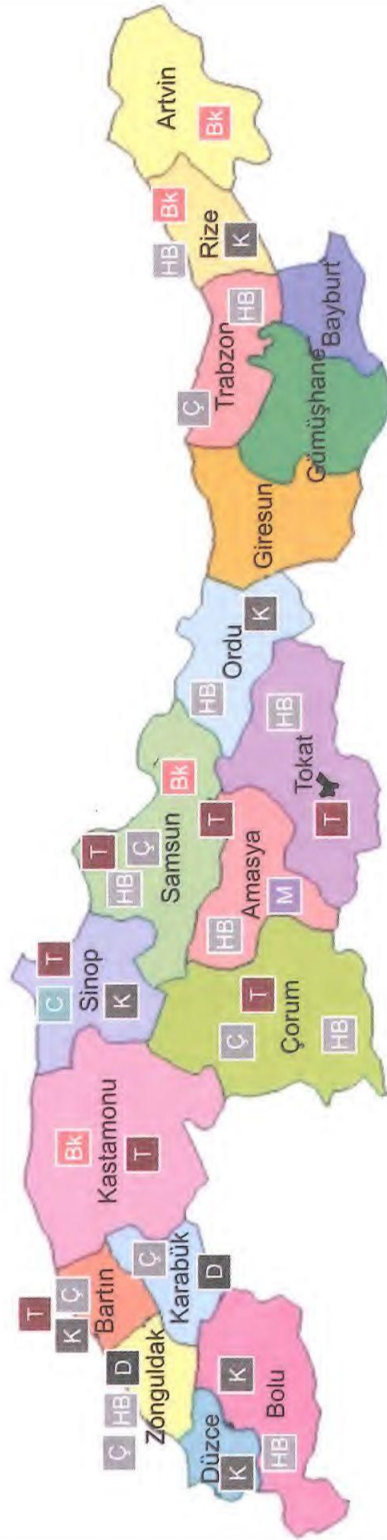 T
K Ç
Bartın
Ç HB D
Zonguldak
Ç
Karabük
D
Düzce
K
K
HB
Bolu
Bk
Kastamonu
T
C T
Sinop
K
T
HB Ç
Samsun
Bk
T
HB
Amasya
M
Ç T
Çorum
HB
HB
Ordu
K
HB
Tokat
T
Giresun
Ç
Trabzon
HB
Gümüşhane
Bayburt
HB Bk
Rize
K
Artvin
Bk